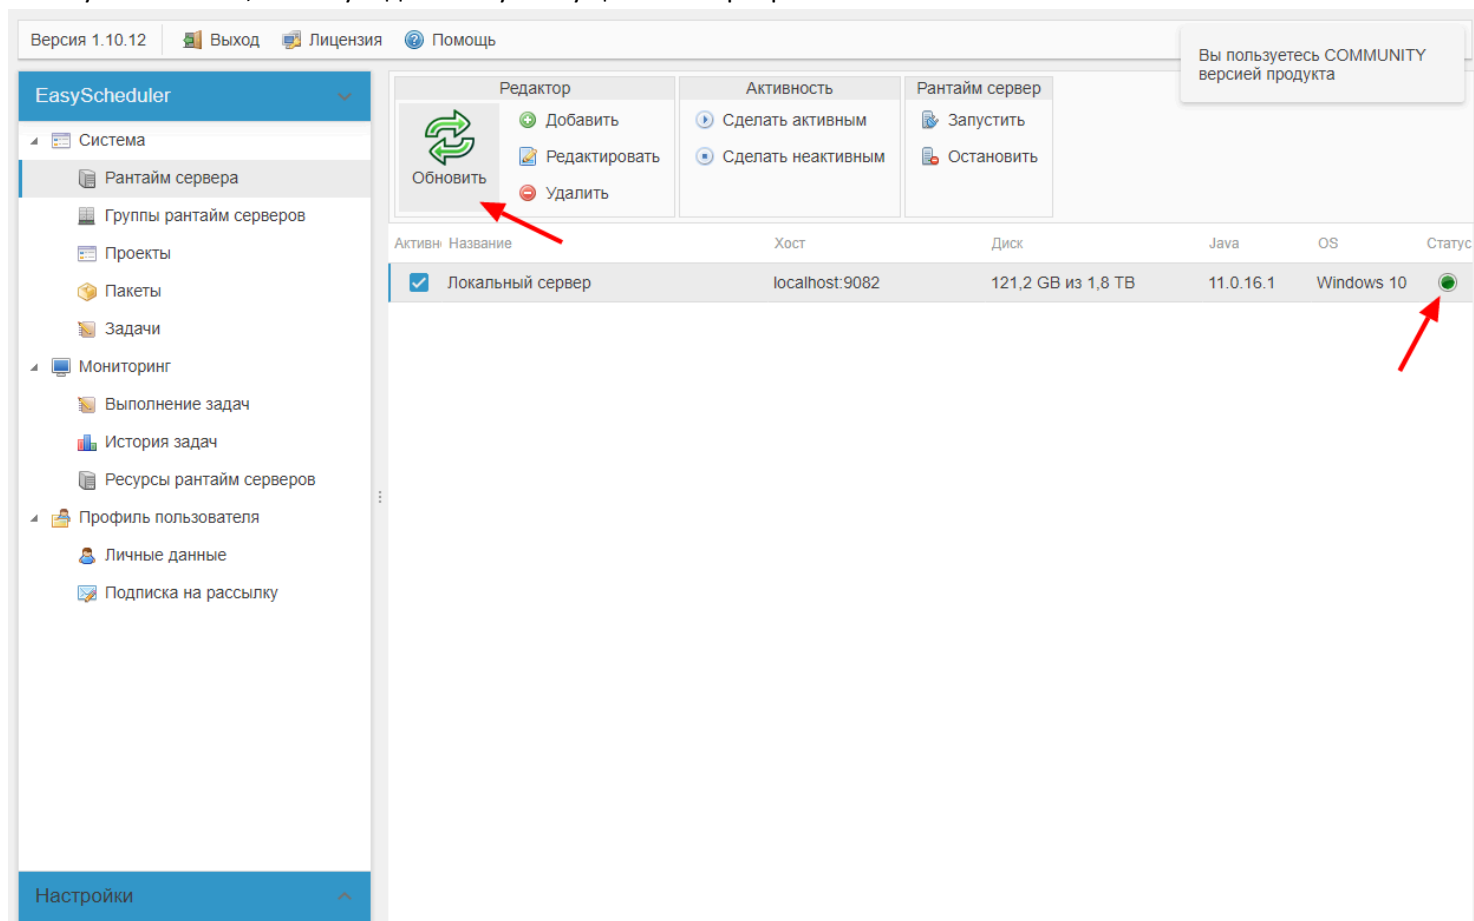 Версия 1.10.12 Выход Лицензия Помощь
Вы пользуетесь COMMUNITY
версией продукта
EasyScheduler
Система
Рантайм сервера
Группы рантайм серверов
Проекты
Пакеты
Задачи
Мониторинг
Выполнение задач
История задач
Ресурсы рантайм серверов
Профиль пользователя
Личные данные
Подписка на рассылку
Настройки
Редактор Активность Рантайм сервер
Обновить
Добавить Сделать активным Запустить
Редактировать Сделать неактивным Остановить
Удалить
Активн Название Хост Диск Java OS Статус
Локальный сервер localhost:9082 121,2 GB из 1,8 TB 11.0.16.1 Windows 10